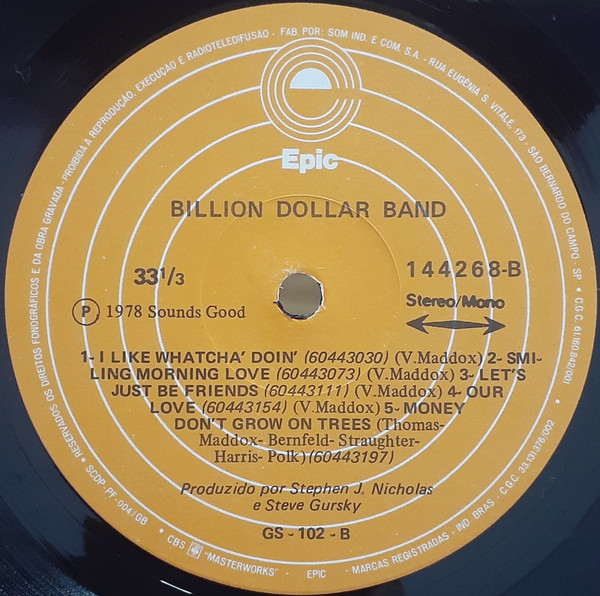 RESERVADOS OS DIREITOS FONOGRÁFICOS E DA OBRA GRAVADA - PROIBIDA A REPRODUÇÃO, EXECUÇÃO E RADIOTELEDIFUSÃO - FAB. POR: SOM IND. E COM. S.A. - RUA EUGÊNIA S. VITALE, 173 - SÃO BERNARDO DO CAMPO - SP • C.G.C. 61.160.842/001
Epic
BILLION DOLLAR BAND
33 1/3
144268-B
Stereo/Mono
Ⓟ 1978 Sounds Good
1- I LIKE WHATCHA' DOIN' (60443030) (V.Maddox) 2- SMI-
LING MORNING LOVE (60443073) (V.Maddox) 3- LET'S
JUST BE FRIENDS (60443111) (V.Maddox) 4- OUR
LOVE (60443154) (V.Maddox) 5- MONEY
DON'T GROW ON TREES (Thomas-
Maddox- Bernfeld- Straughter-
Harris- Polk) (60443197)
Produzido por Stephen J. Nicholas
e Steve Gursky
GS - 102 - B
• SCDP-PF-004/GB • CBS "MASTERWORKS" - EPIC - MARCAS REGISTRADAS - IND. BRAS. - C.G.C. 33.131.376/002